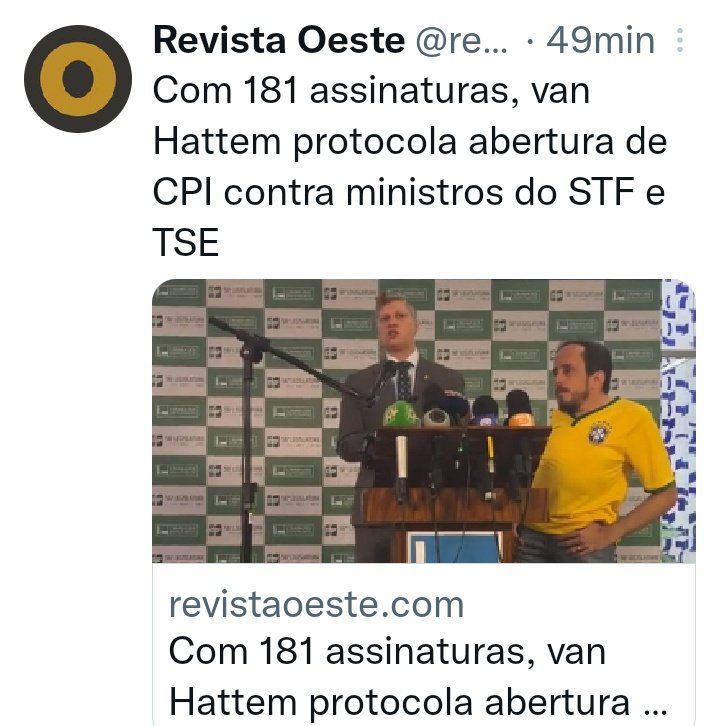 Revista Oeste @re... · 49min
Com 181 assinaturas, van
Hattem protocola abertura de
CPI contra ministros do STF e
TSE
revistaoeste.com
Com 181 assinaturas, van
Hattem protocola abertura ...